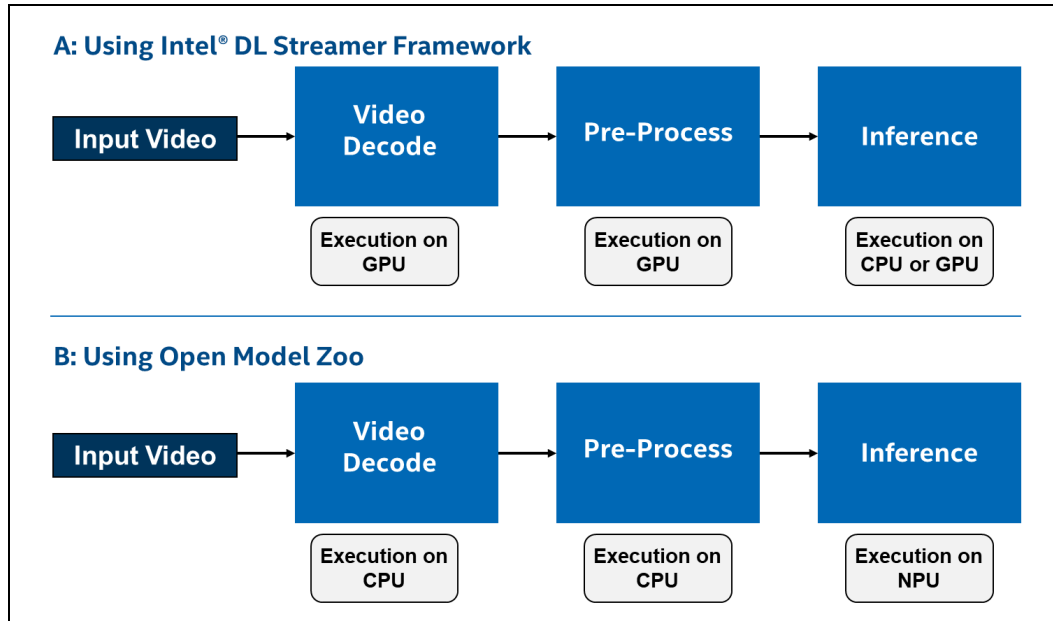 A: Using Intel® DL Streamer Framework
Input Video
Video
Decode
Pre-Process
Inference
Execution on
GPU
Execution on
GPU
Execution on
CPU or GPU
B: Using Open Model Zoo
Input Video
Video
Decode
Pre-Process
Inference
Execution on
CPU
Execution on
CPU
Execution on
NPU